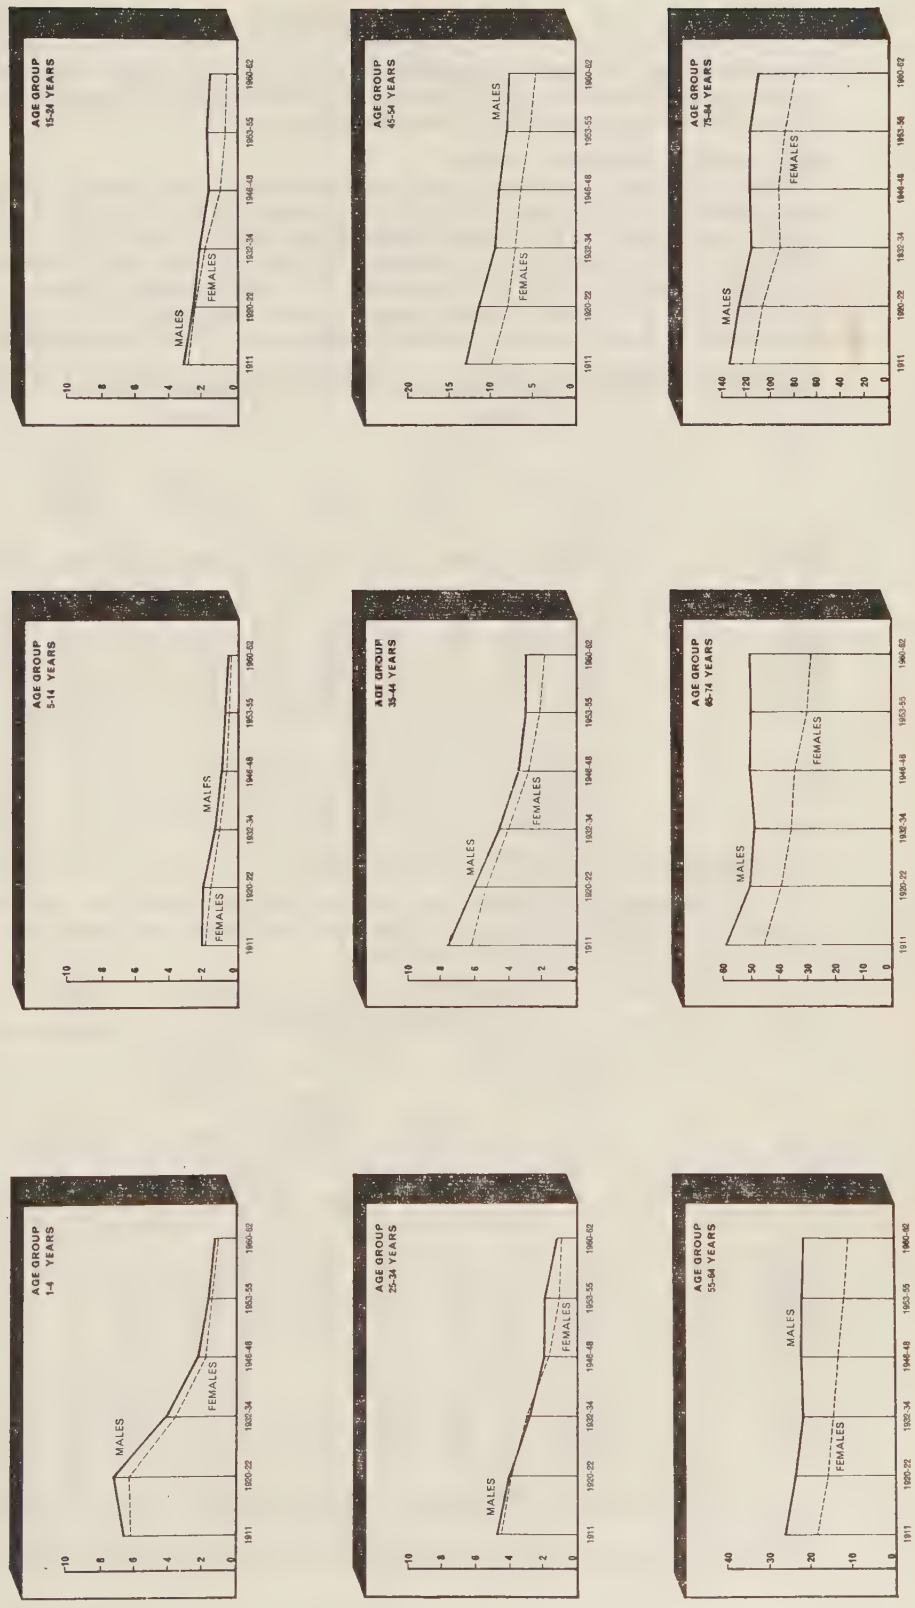 AGE GROUP
1-4 YEARS
10
8
6
4
2
0
MALES
FEMALES
1911 1920-22 1932-34 1946-48 1953-55 1960-62
AGE GROUP
5-14 YEARS
10
8
6
4
2
0
MALES
FEMALES
1911 1920-22 1932-34 1946-48 1953-55 1960-62
AGE GROUP
15-24 YEARS
10
8
6
4
2
0
MALES
FEMALES
1911 1920-22 1932-34 1946-48 1953-55 1960-62
AGE GROUP
25-34 YEARS
10
8
6
4
2
0
MALES
FEMALES
1911 1920-22 1932-34 1946-48 1953-55 1960-62
AGE GROUP
35-44 YEARS
10
8
6
4
2
0
MALES
FEMALES
1911 1920-22 1932-34 1946-48 1953-55 1960-62
AGE GROUP
45-54 YEARS
20
15
10
5
0
MALES
FEMALES
1911 1920-22 1932-34 1946-48 1953-55 1960-62
AGE GROUP
55-64 YEARS
40
30
20
10
0
MALES
FEMALES
1911 1920-22 1932-34 1946-48 1953-55 1960-62
AGE GROUP
65-74 YEARS
60
50
40
30
20
10
0
MALES
FEMALES
1911 1920-22 1932-34 1946-48 1953-55 1960-62
AGE GROUP
75-84 YEARS
140
120
100
80
60
40
20
0
MALES
FEMALES
1911 1920-22 1932-34 1946-48 1953-55 1960-62